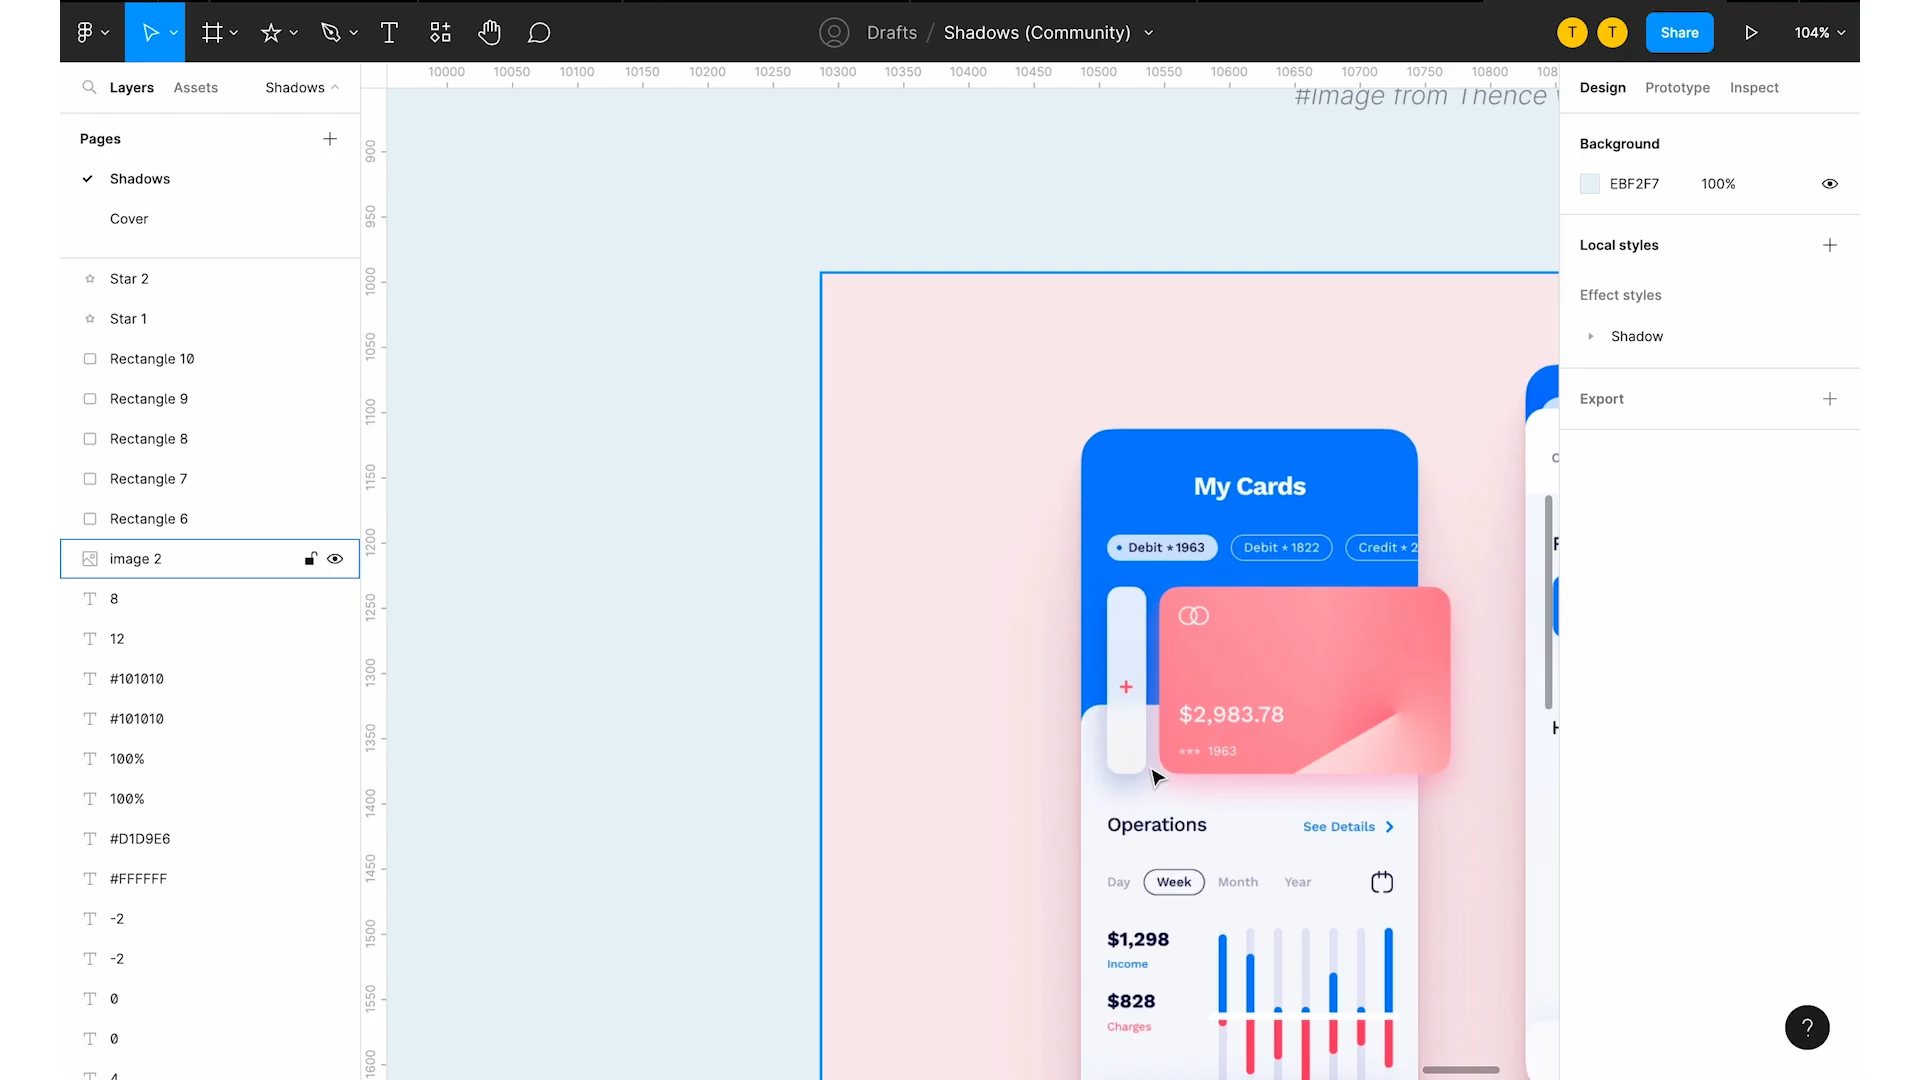 Drafts / Shadows (Community)
T T Share 104%
Layers Assets Shadows
10000 10050 10100 10150 10200 10250 10300 10350 10400 10450 10500 10550 10600 10650 10700 10750 10800 108
Design Prototype Inspect
#Image from Thence
Pages
Shadows
Cover
Star 2
Star 1
Rectangle 10
Rectangle 9
Rectangle 8
Rectangle 7
Rectangle 6
image 2
8
12
#101010
#101010
100%
100%
#D1D9E6
#FFFFFF
-2
-2
0
0
4
900
950
1000
1050
1100
1150
1200
1250
1300
1350
1400
1450
1500
1550
1600
My Cards
Debit * 1963 Debit * 1822 Credit * 2
+
$2,983.78
*** 1963
Operations See Details
Day Week Month Year
$1,298
Income
$828
Charges
Background
EBF2F7 100%
Local styles
Effect styles
Shadow
Export
?